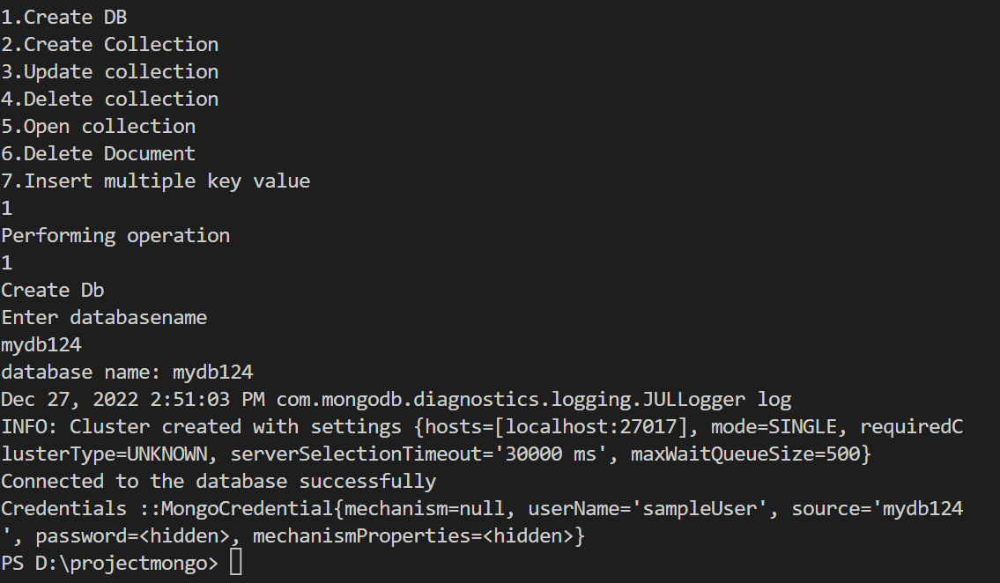 1.Create DB
2.Create Collection
3.Update collection
4.Delete collection
5.Open collection
6.Delete Document
7.Insert multiple key value
1
Performing operation
1
Create Db
Enter databasename
mydb124
database name: mydb124
Dec 27, 2022 2:51:03 PM com.mongodb.diagnostics.logging.JULLogger log
INFO: Cluster created with settings {hosts=[localhost:27017], mode=SINGLE, requiredC
lusterType=UNKNOWN, serverSelectionTimeout='30000 ms', maxWaitQueueSize=500}
Connected to the database successfully
Credentials ::MongoCredential{mechanism=null, userName='sampleUser', source='mydb124
', password=<hidden>, mechanismProperties=<hidden>}
PS D:\projectmongo>